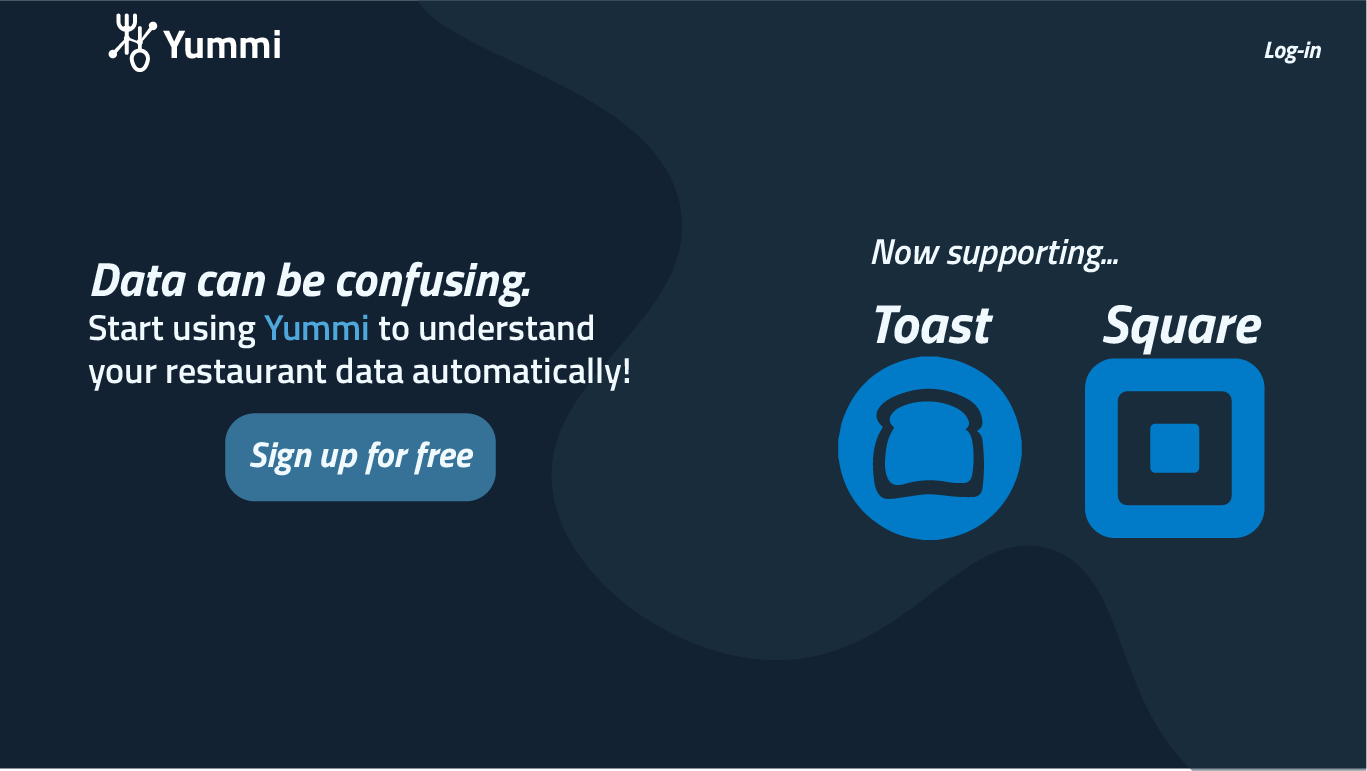 Yummi
Log-in
Data can be confusing.
Start using Yummi to understand
your restaurant data automatically!
Sign up for free
Now supporting...
Toast
Square